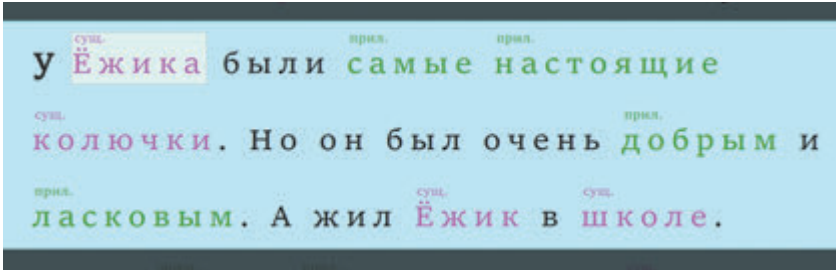 сущ. прил. прил.
У Ёжика были самые настоящие
сущ. прил.
колючки. Но он был очень добрым и
прил. сущ. сущ.
ласковым. А жил Ёжик в школе.